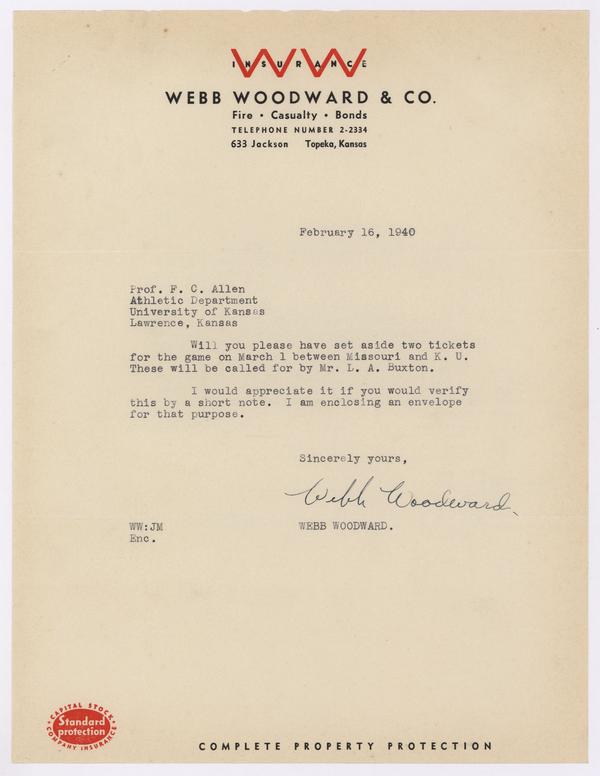 WW
INSURANCE
WEBB WOODWARD & CO.
Fire • Casualty • Bonds
TELEPHONE NUMBER 2-2334
633 Jackson Topeka, Kansas
February 16, 1940
Prof. F. C. Allen
Athletic Department
University of Kansas
Lawrence, Kansas
Will you please have set aside two tickets
for the game on March 1 between Missouri and K. U.
These will be called for by Mr. L. A. Buxton.
I would appreciate it if you would verify
this by a short note. I am enclosing an envelope
for that purpose.
Sincerely yours,
Webb Woodward.
WW:JM WEBB WOODWARD.
Enc.
CAPITAL STOCK
Standard
protection
COMPANY INSURANCE
COMPLETE PROPERTY PROTECTION